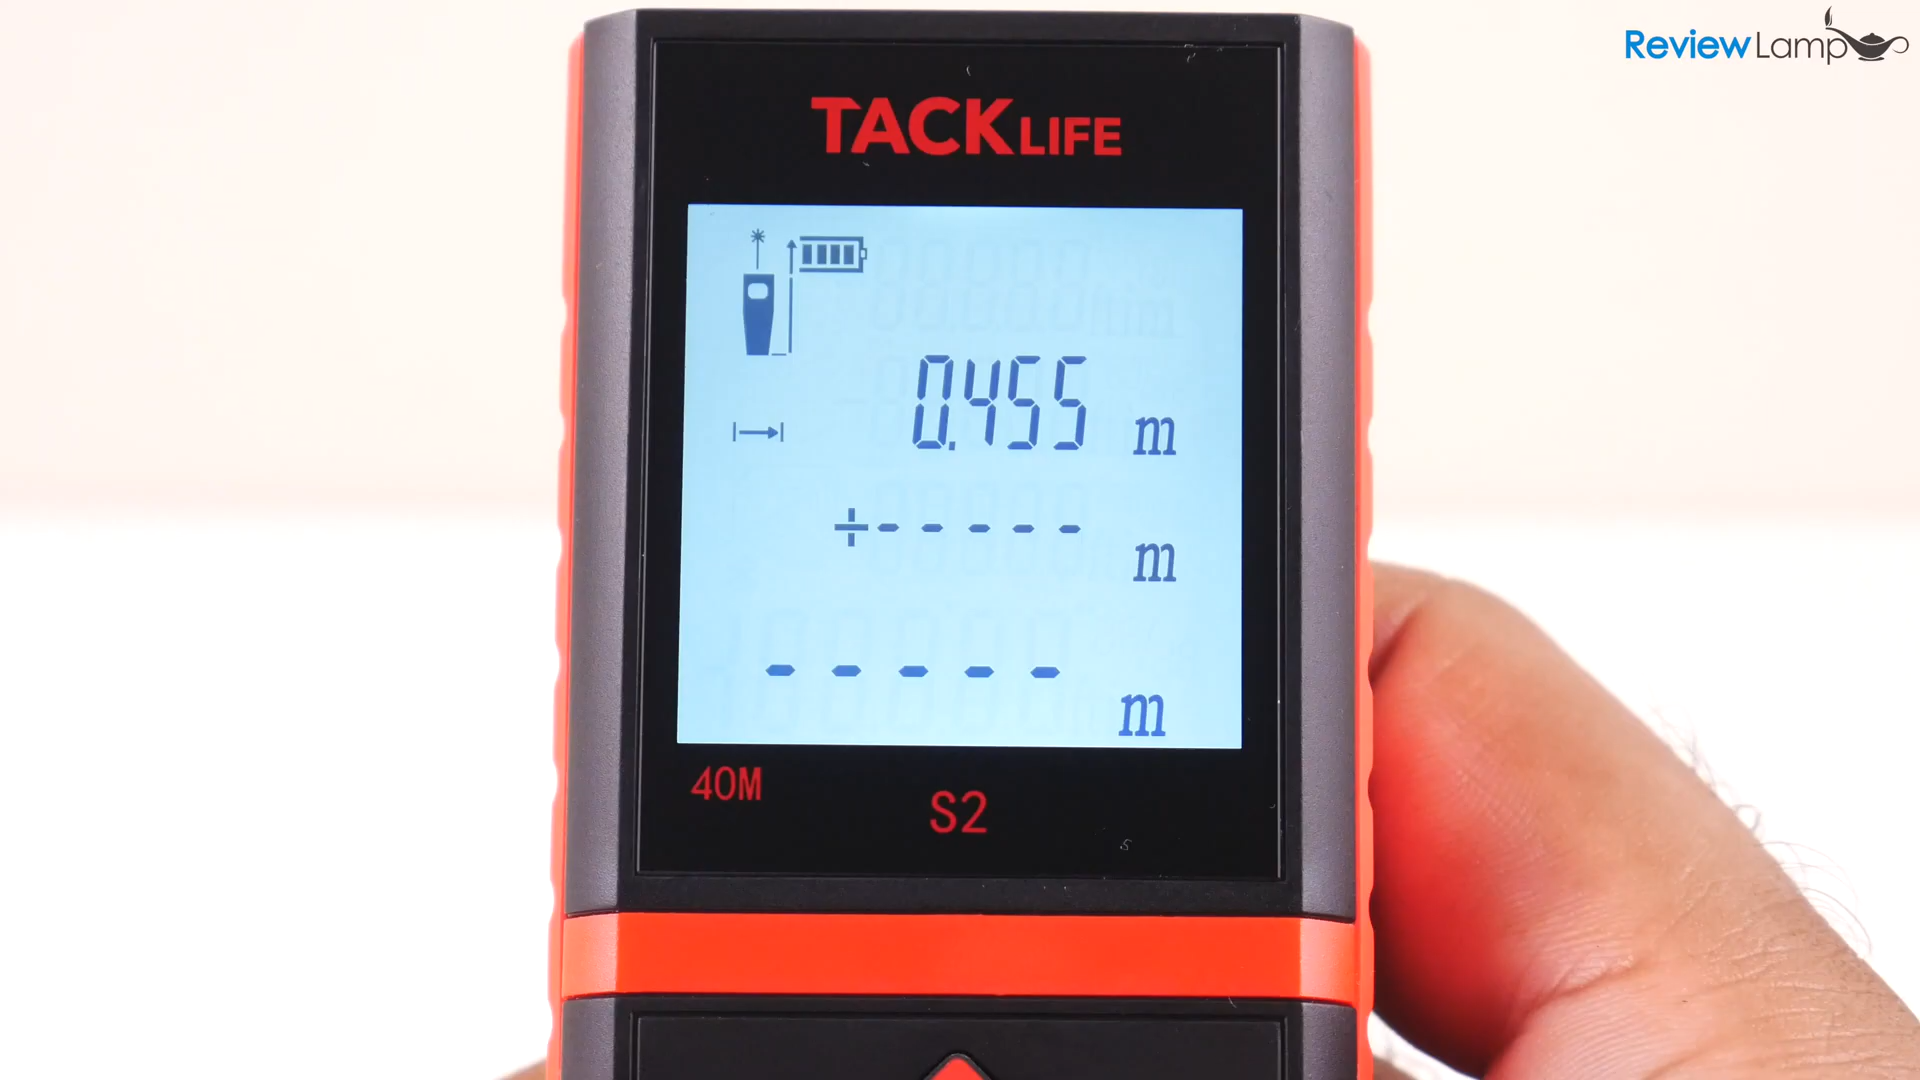 ReviewLamp
TACKLIFE
0.455 m
+----- m
----- m
40M
S2